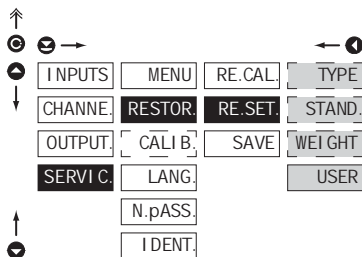 INPUTS MENU RE.CAL. TYPE
CHANNE. RESTOR. RE.SET. STAND.
OUTPUT. CALIB. SAVE WEIGHT
SERVIC. LANG. USER
N.pASS.
IDENT.